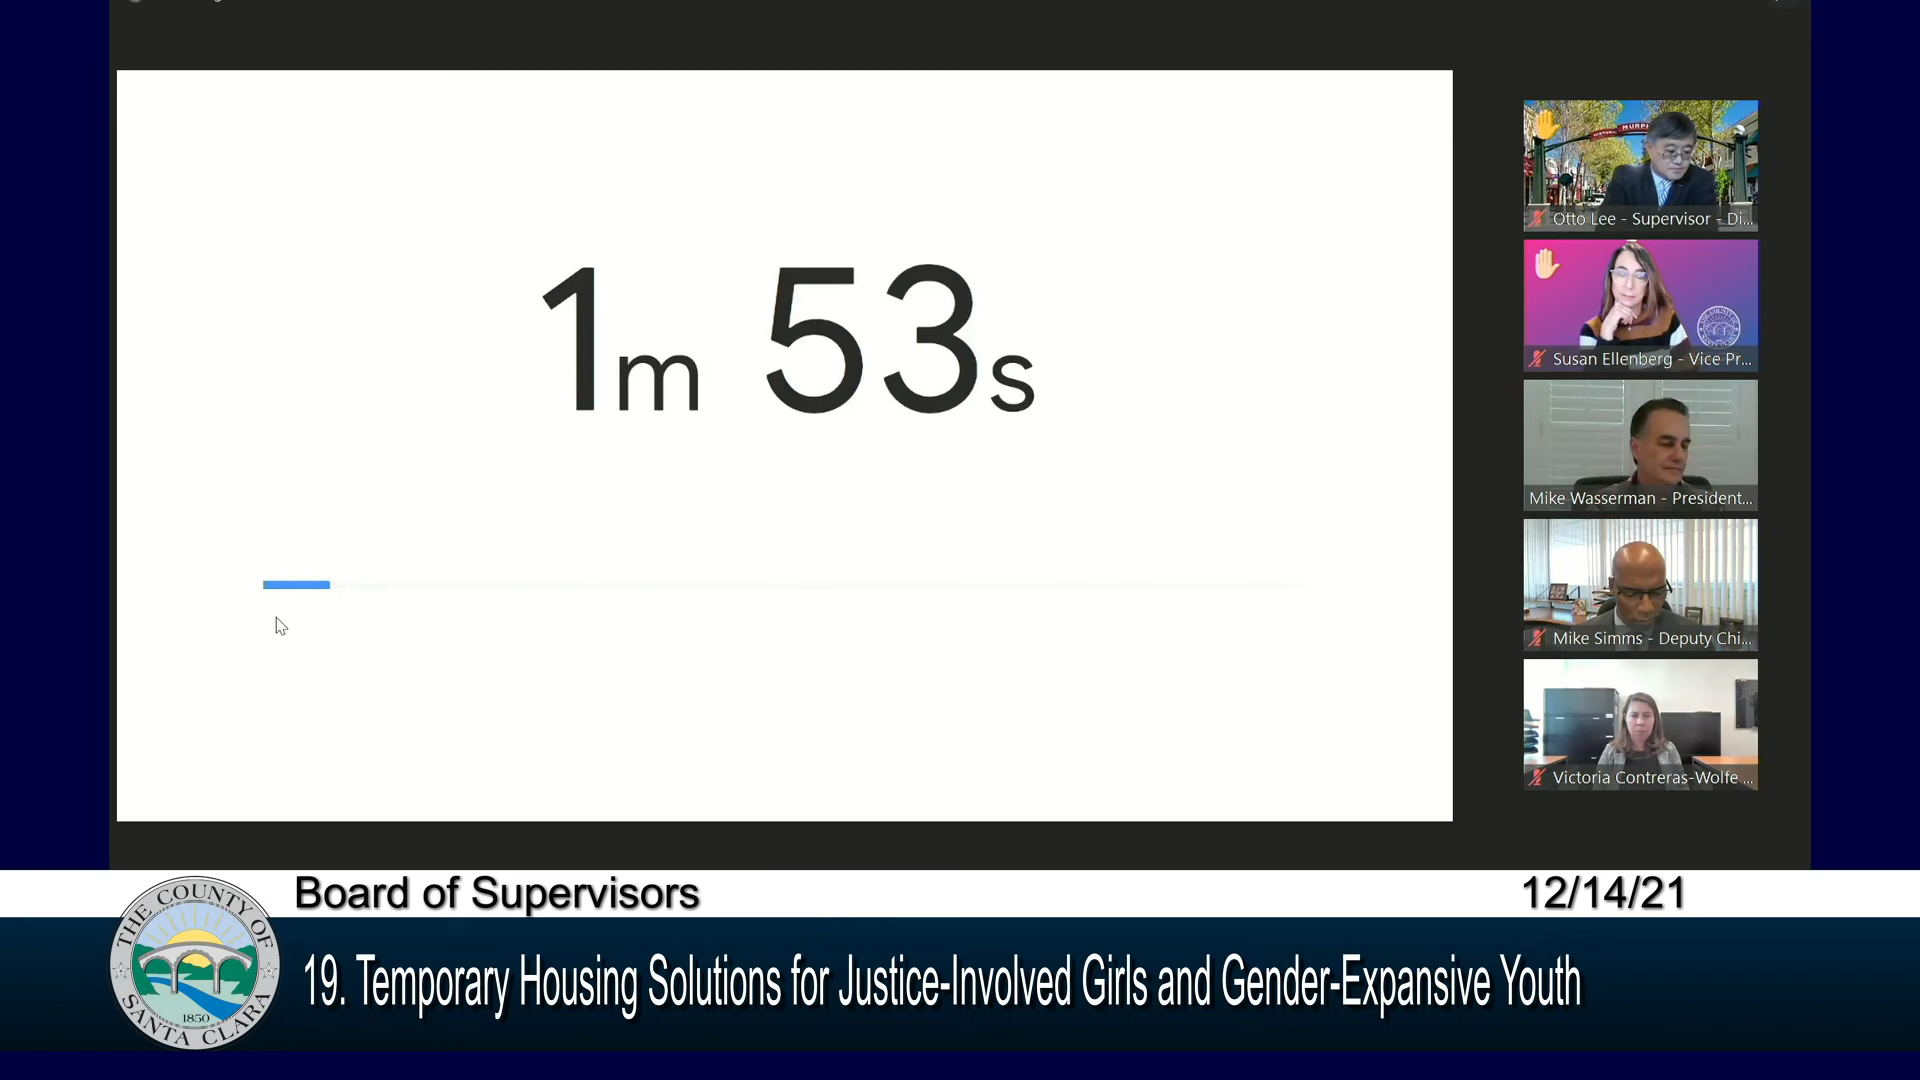 1m 53s
MURPH
Otto Lee - Supervisor - Di...
Susan Ellenberg - Vice Pr...
Mike Wasserman - President...
Mike Simms - Deputy Chi...
Victoria Contreras-Wolfe ...
Board of Supervisors
12/14/21
THE COUNTY OF
SANTA CLARA
1850
19. Temporary Housing Solutions for Justice-Involved Girls and Gender-Expansive Youth